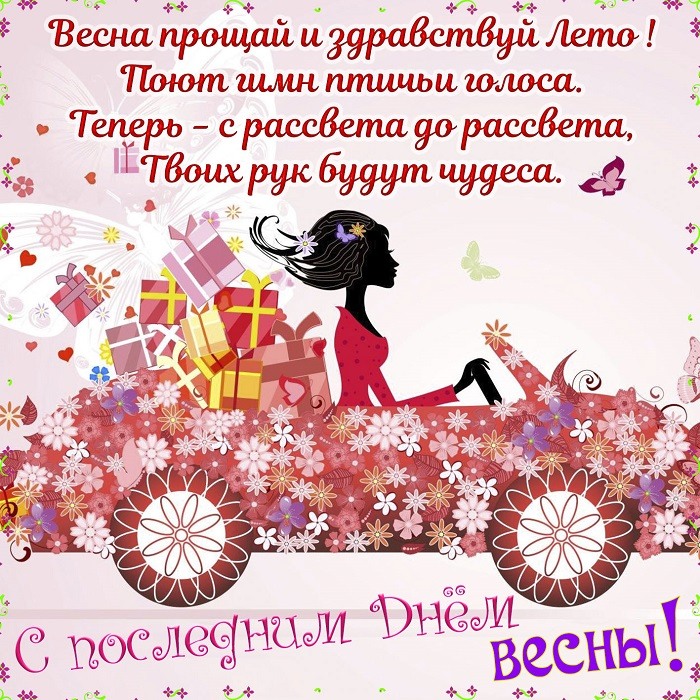 Весна прощай и здравствуй Лето !
Поют гимн птичьи голоса.
Теперь - с рассвета до рассвета,
Твоих рук будут чудеса.
С последним Днём
весны!